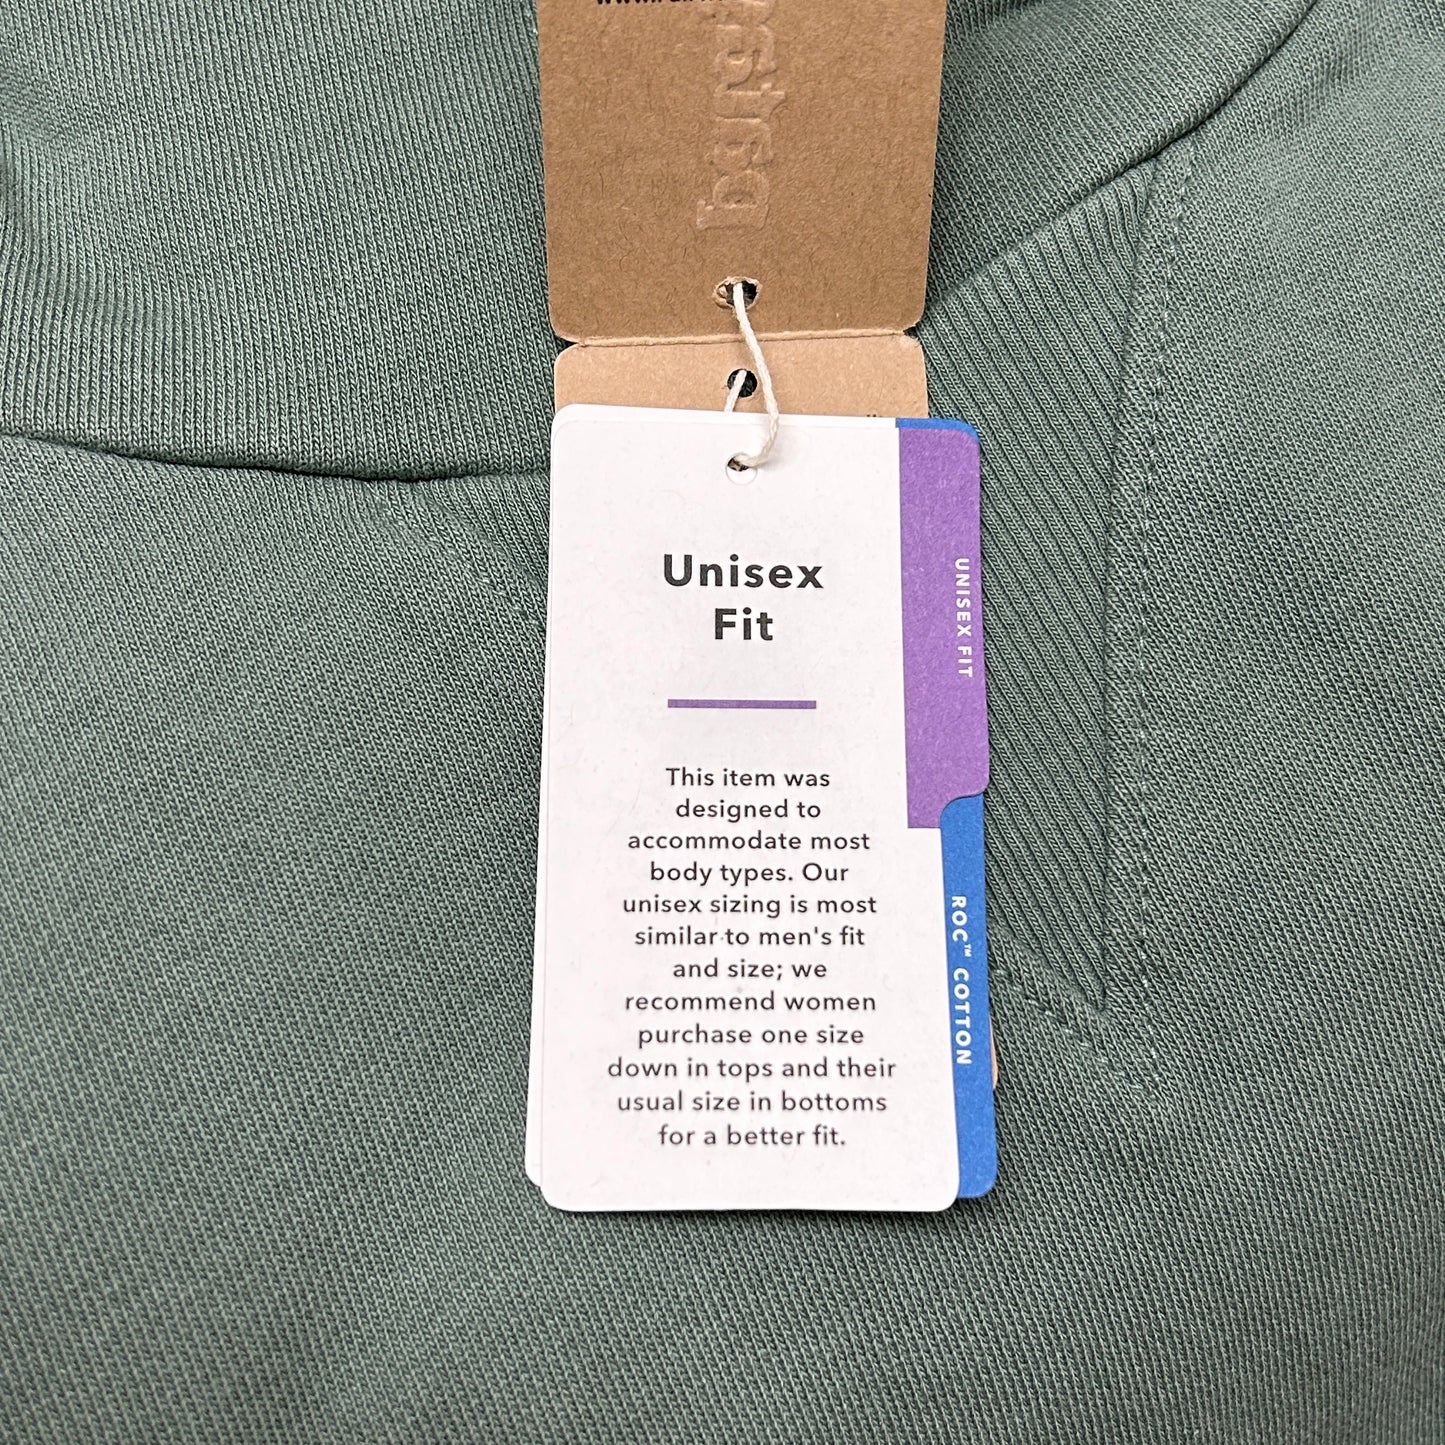 Unisex
Fit
This item was
designed to
accommodate most
body types. Our
unisex sizing is most
similar to men's fit
and size; we
recommend women
purchase one size
down in tops and their
usual size in bottoms
for a better fit.
UNISEX FIT
ROC™ COTTON